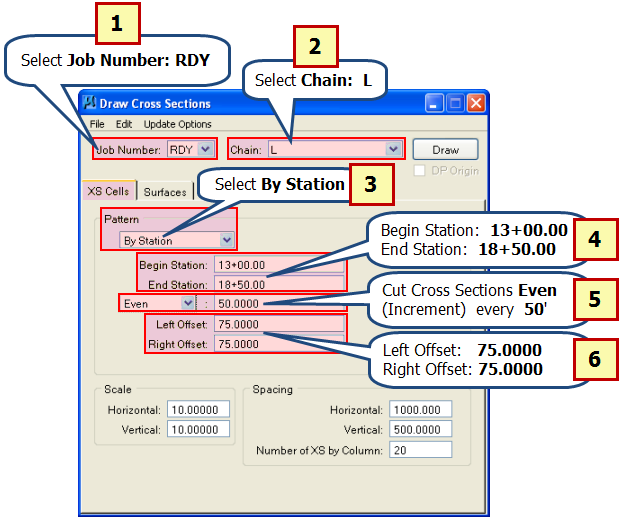 1
Select Job Number: RDY
2
Select Chain: L
Draw Cross Sections
File Edit Update Options
Job Number: RDY Chain: L Draw
DP Origin
XS Cells Surfaces
Select By Station 3
Pattern
By Station
Begin Station: 13+00.00
End Station: 18+50.00
4
Begin Station: 13+00.00
End Station: 18+50.00
Even : 50.0000
Cut Cross Sections Even
(Increment) every 50'
5
Left Offset: 75.0000
Right Offset: 75.0000
Left Offset: 75.0000
Right Offset: 75.0000
6
Scale
Horizontal: 10.00000
Vertical: 10.00000
Spacing
Horizontal: 1000.000
Vertical: 500.0000
Number of XS by Column: 20